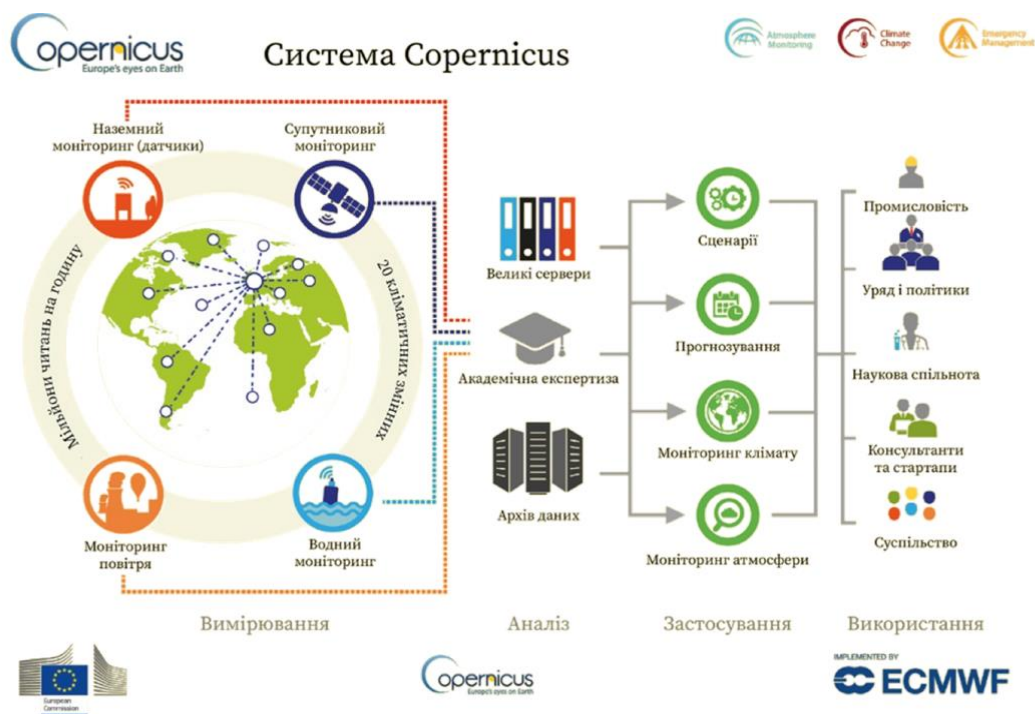 Copernicus
Europe's eyes on Earth
Система Copernicus
Atmosphere
Monitoring
Climate
Change
Emergency
Management
Наземний
моніторинг (датчики)
Супутниковий
моніторинг
Мільйони читань на годину
20 кліматичних змінних
Моніторинг
повітря
Водний
моніторинг
Вимірювання
Великі сервери
Академічна експертиза
Архів даних
Аналіз
Сценарії
Прогнозування
Моніторинг клімату
Моніторинг атмосфери
Застосування
Промисловість
Уряд і політики
Наукова спільнота
Консультанти
та стартапи
Суспільство
Використання
European
Commission
Copernicus
Europe's eyes on Earth
IMPLEMENTED BY
ECMWF